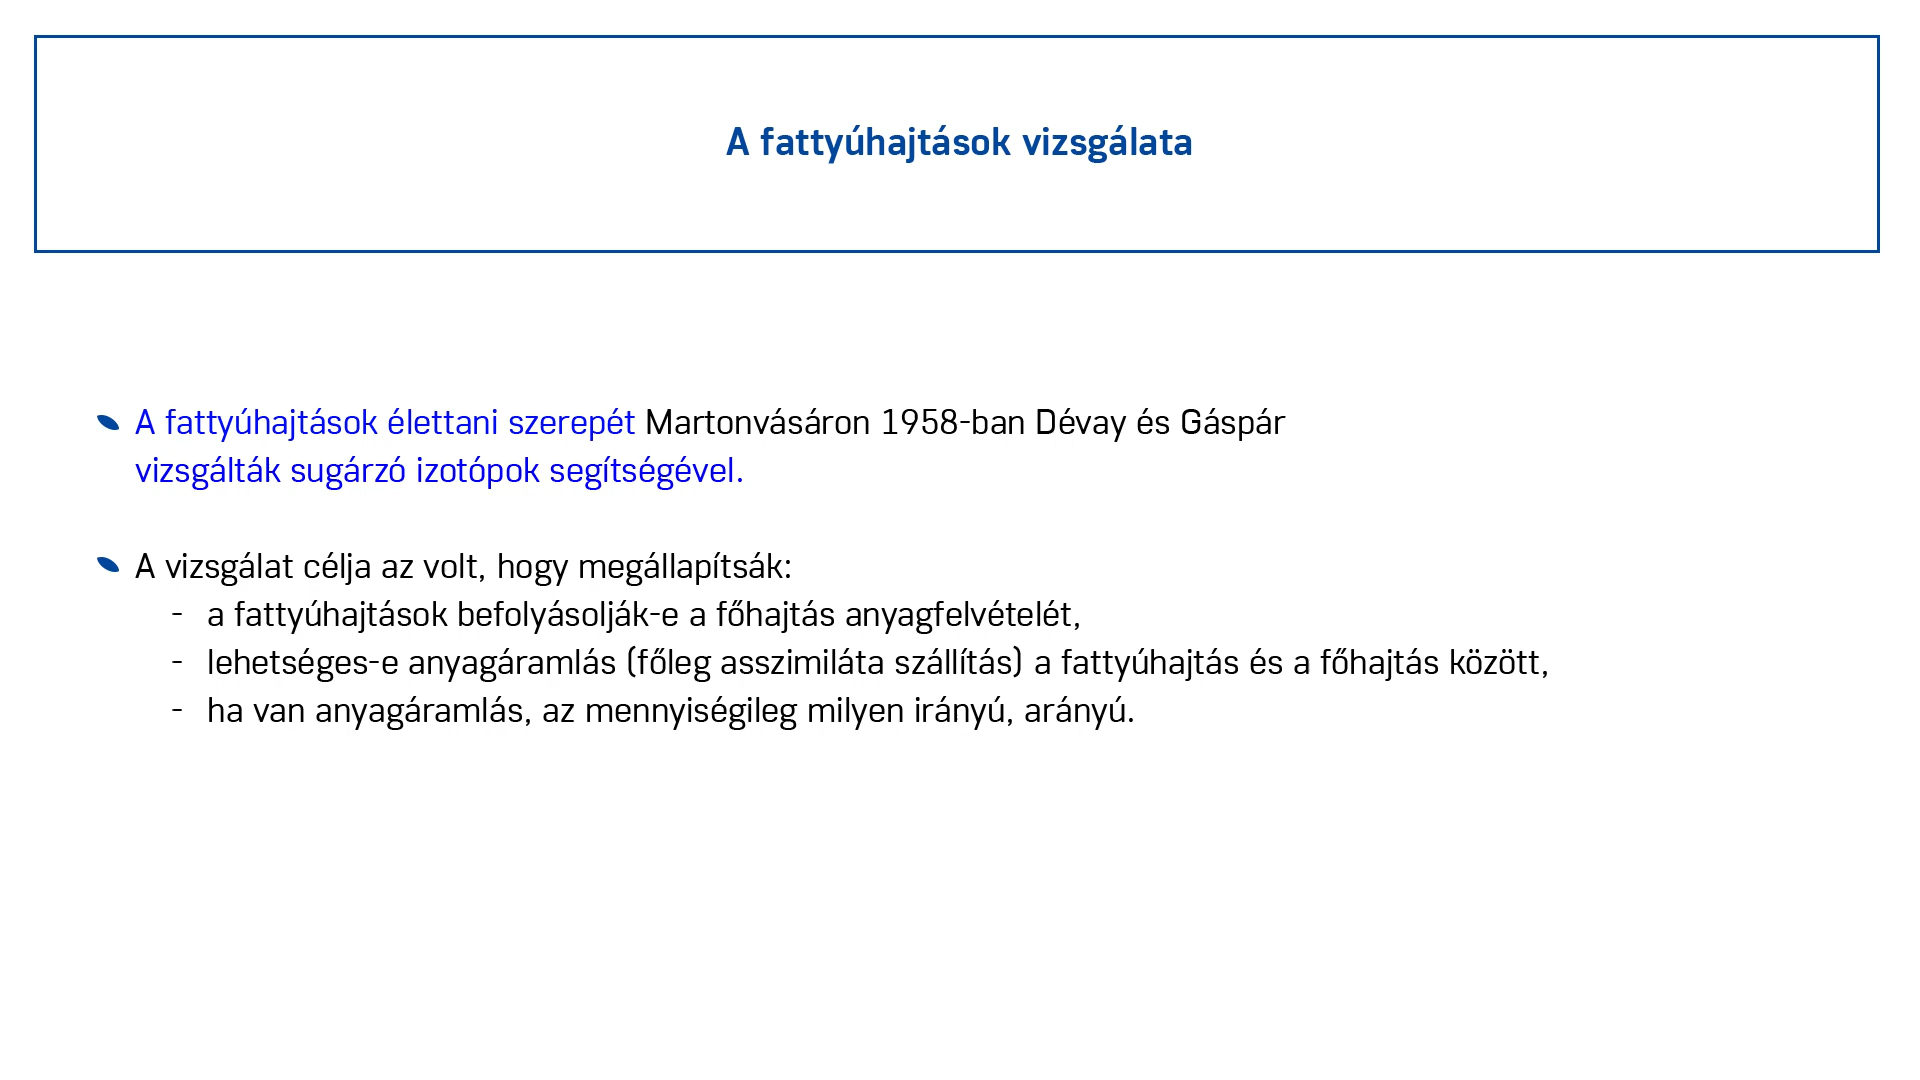 A fattyúhajtások vizsgálata
A fattyúhajtások élettani szerepét Martonvásáron 1958-ban Dévay és Gáspár
vizsgálták sugárzó izotópok segítségével.
A vizsgálat célja az volt, hogy megállapítsák:
- a fattyúhajtások befolyásolják-e a főhajtás anyagfelvételét,
- lehetséges-e anyagáramlás (főleg asszimiláta szállítás) a fattyúhajtás és a főhajtás között,
- ha van anyagáramlás, az mennyiségileg milyen irányú, arányú.